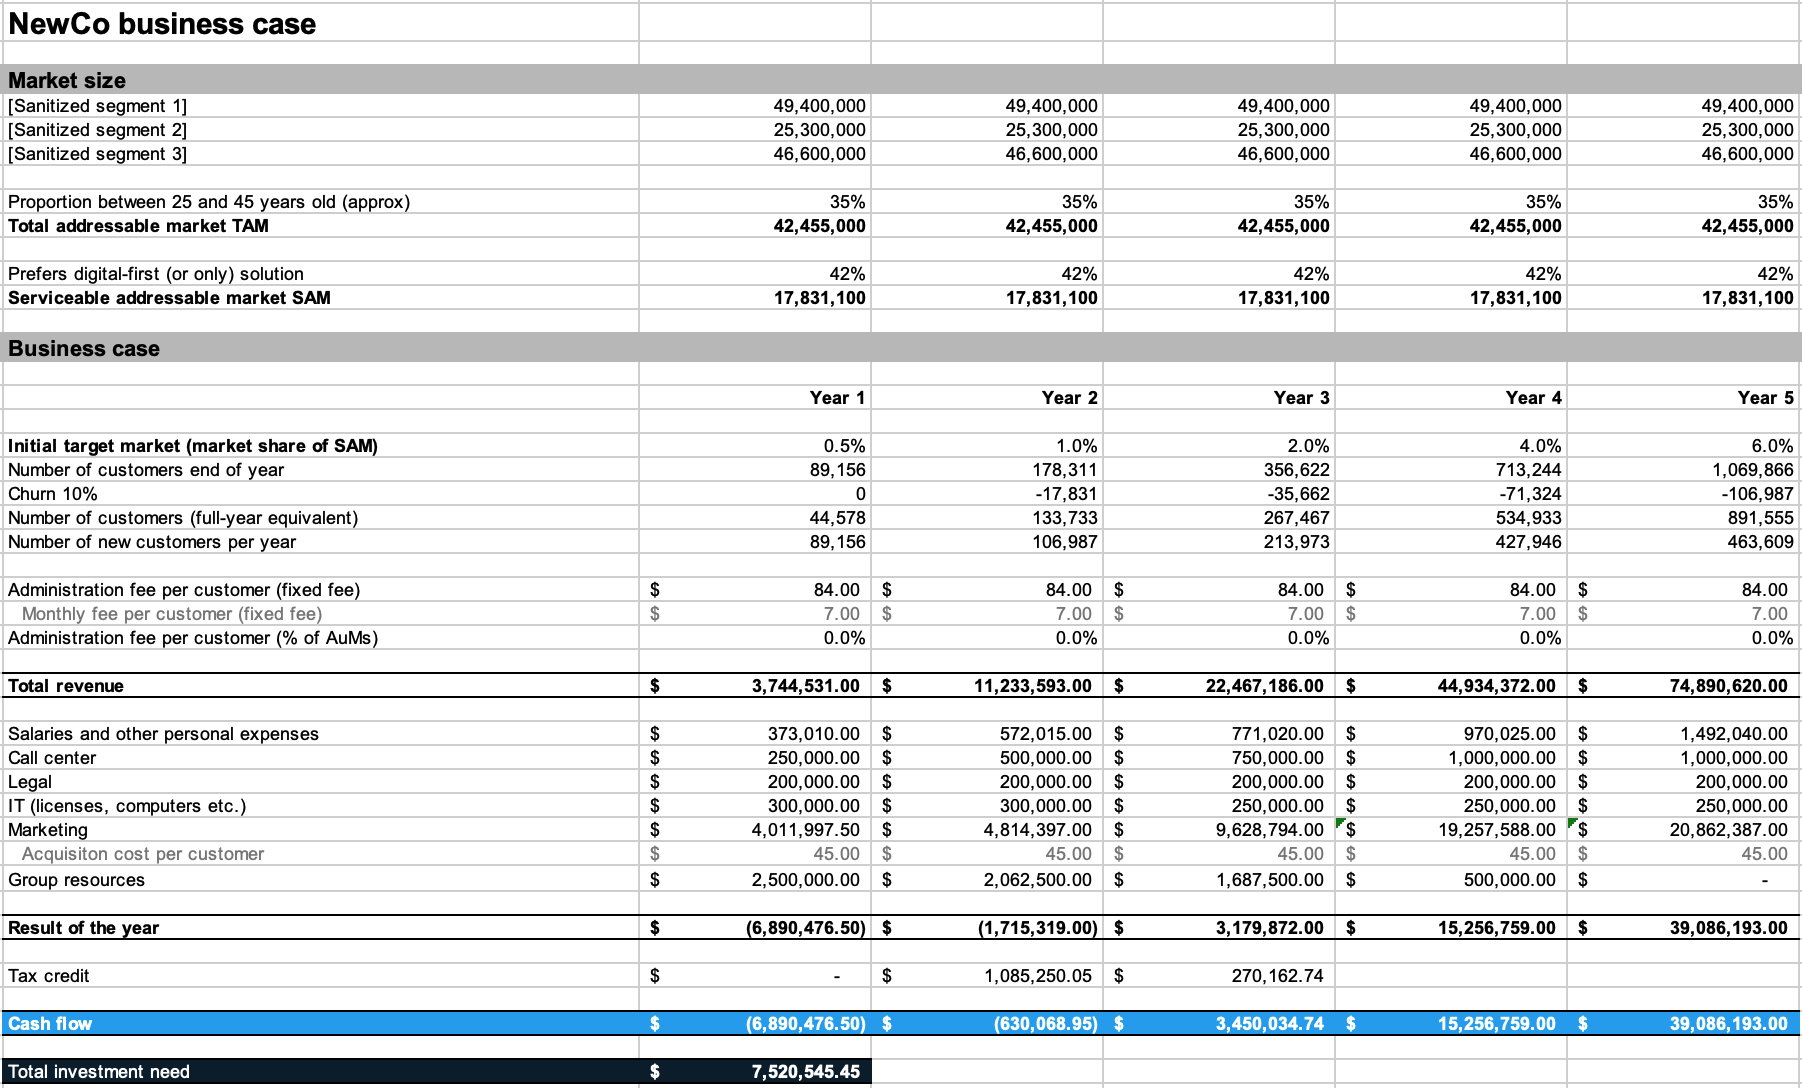 NewCo business case
Market size
[Sanitized segment 1] 49,400,000 49,400,000 49,400,000 49,400,000 49,400,000
[Sanitized segment 2] 25,300,000 25,300,000 25,300,000 25,300,000 25,300,000
[Sanitized segment 3] 46,600,000 46,600,000 46,600,000 46,600,000 46,600,000
Proportion between 25 and 45 years old (approx) 35% 35% 35% 35% 35%
Total addressable market TAM 42,455,000 42,455,000 42,455,000 42,455,000 42,455,000
Prefers digital-first (or only) solution 42% 42% 42% 42% 42%
Serviceable addressable market SAM 17,831,100 17,831,100 17,831,100 17,831,100 17,831,100
Business case
Year 1 Year 2 Year 3 Year 4 Year 5
Initial target market (market share of SAM) 0.5% 1.0% 2.0% 4.0% 6.0%
Number of customers end of year 89,156 178,311 356,622 713,244 1,069,866
Churn 10% 0 -17,831 -35,662 -71,324 -106,987
Number of customers (full-year equivalent) 44,578 133,733 267,467 534,933 891,555
Number of new customers per year 89,156 106,987 213,973 427,946 463,609
Administration fee per customer (fixed fee) $ 84.00 $ 84.00 $ 84.00 $ 84.00 $ 84.00
Monthly fee per customer (fixed fee) $ 7.00 $ 7.00 $ 7.00 $ 7.00 $ 7.00
Administration fee per customer (% of AuMs) 0.0% 0.0% 0.0% 0.0% 0.0%
Total revenue $ 3,744,531.00 $ 11,233,593.00 $ 22,467,186.00 $ 44,934,372.00 $ 74,890,620.00
Salaries and other personal expenses $ 373,010.00 $ 572,015.00 $ 771,020.00 $ 970,025.00 $ 1,492,040.00
Call center $ 250,000.00 $ 500,000.00 $ 750,000.00 $ 1,000,000.00 $ 1,000,000.00
Legal $ 200,000.00 $ 200,000.00 $ 200,000.00 $ 200,000.00 $ 200,000.00
IT (licenses, computers etc.) $ 300,000.00 $ 300,000.00 $ 250,000.00 $ 250,000.00 $ 250,000.00
Marketing $ 4,011,997.50 $ 4,814,397.00 $ 9,628,794.00 $ 19,257,588.00 $ 20,862,387.00
Acquisiton cost per customer $ 45.00 $ 45.00 $ 45.00 $ 45.00 $ 45.00
Group resources $ 2,500,000.00 $ 2,062,500.00 $ 1,687,500.00 $ 500,000.00 $ -
Result of the year $ (6,890,476.50) $ (1,715,319.00) $ 3,179,872.00 $ 15,256,759.00 $ 39,086,193.00
Tax credit $ - $ 1,085,250.05 $ 270,162.74
Cash flow $ (6,890,476.50) $ (630,068.95) $ 3,450,034.74 $ 15,256,759.00 $ 39,086,193.00
Total investment need $ 7,520,545.45